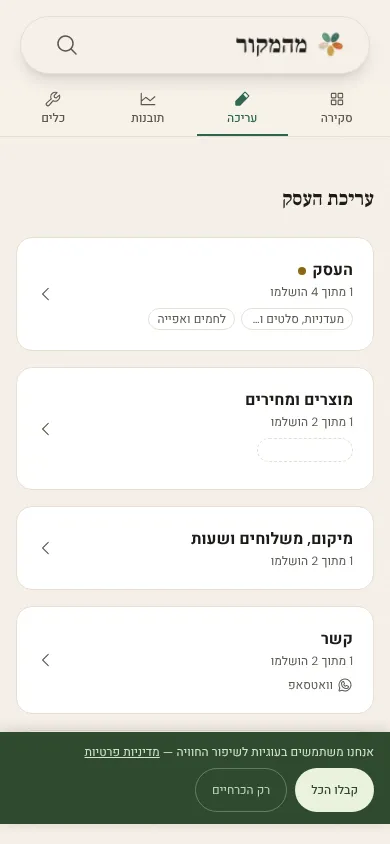 מהמקור
סקירה
עריכה
תובנות
כלים
עריכת העסק
העסק
1 מתוך 4 הושלמו
מעדניות, סלטים ו...
לחמים ואפייה
מוצרים ומחירים
1 מתוך 2 הושלמו
מיקום, משלוחים ושעות
1 מתוך 2 הושלמו
קשר
1 מתוך 2 הושלמו
וואטסאפ
אנחנו משתמשים בעוגיות לשיפור החוויה — מדיניות פרטיות
קבלו הכל
רק הכרחיים